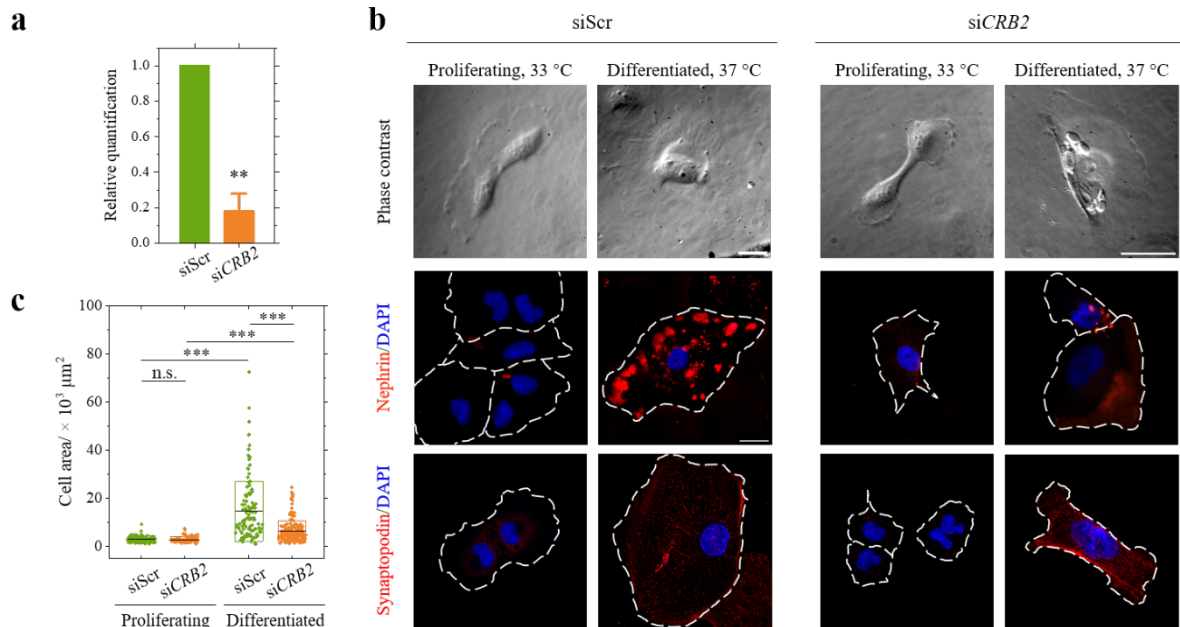 a
Relative quantification
1.0
0.8
0.6
0.4
0.2
0.0
**
siScr
siCRB2
b
siScr
siCRB2
Proliferating, 33 °C
Differentiated, 37 °C
Proliferating, 33 °C
Differentiated, 37 °C
Phase contrast
Nephrin/DAPI
Synaptopodin/DAPI
c
Cell area/ × 10³ µm²
100
80
60
40
20
0
***
***
***
n.s.
siScr
siCRB2
siScr
siCRB2
Proliferating
Differentiated